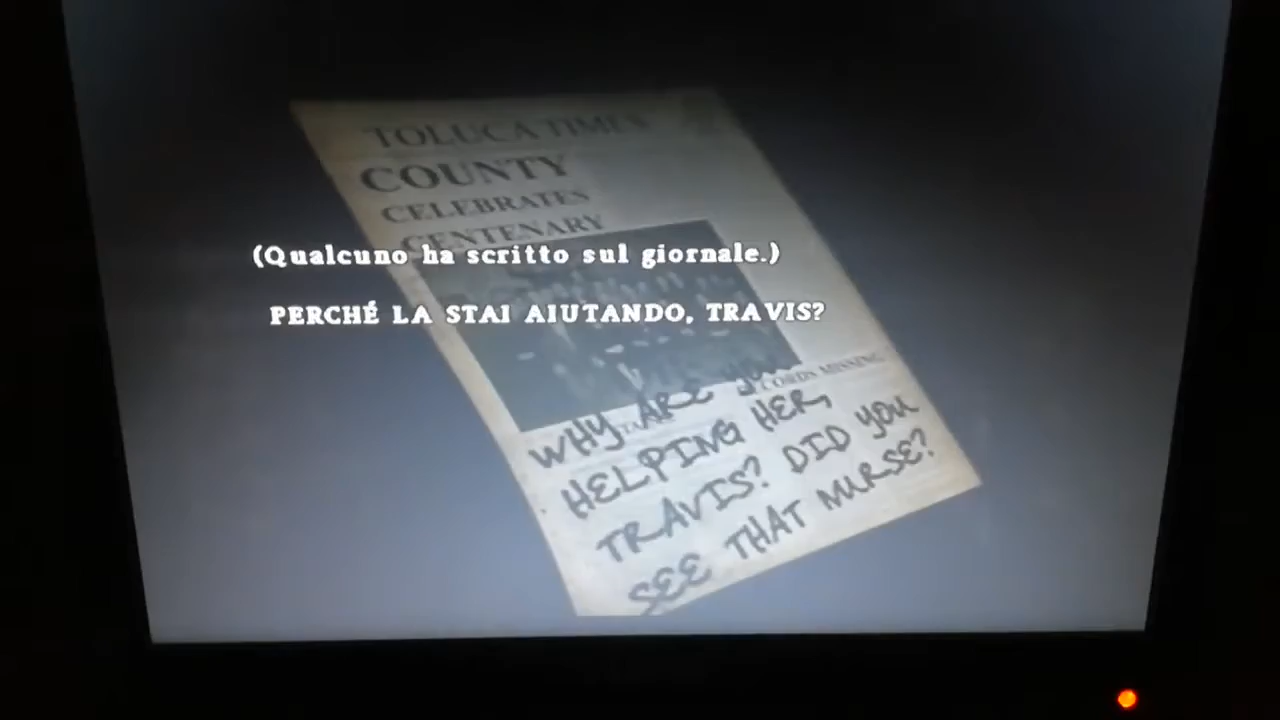 TOLUCA TIMES
COUNTY
CELEBRATES
CENTENARY
(Qualcuno ha scritto sul giornale.)
PERCHÉ LA STAI AIUTANDO, TRAVIS?
MISSING
WHY ARE YOU
HELPING HER,
TRAVIS? DID YOU
SEE THAT NURSE?